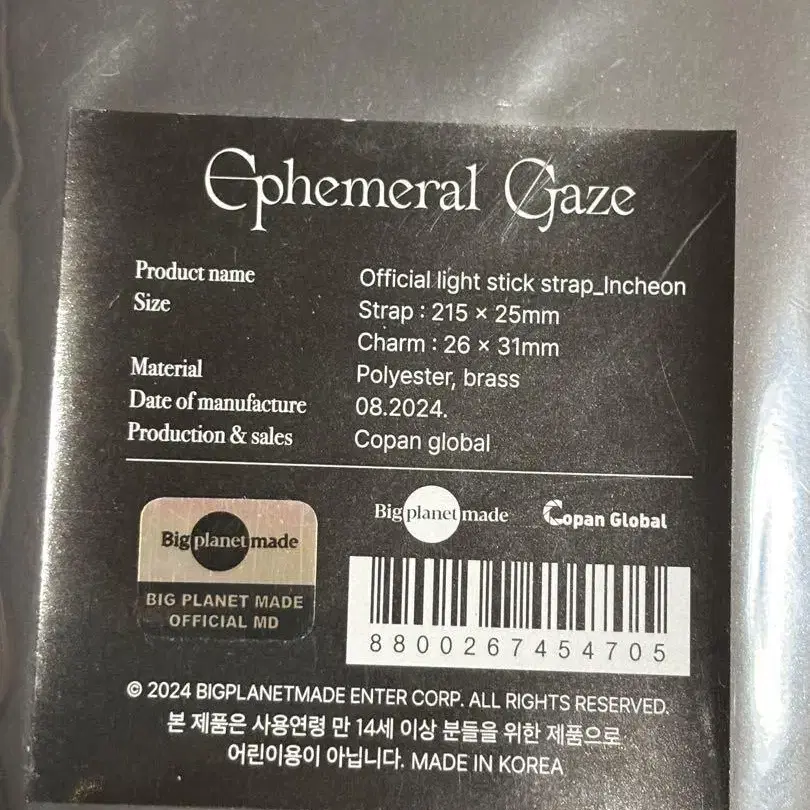 Ephemeral Gaze
Product name Official light stick strap_Incheon
Size Strap : 215 × 25mm
Charm : 26 × 31mm
Material Polyester, brass
Date of manufacture 08.2024.
Production & sales Copan global
Big planet made
BIG PLANET MADE
OFFICIAL MD
Big planet made Copan Global
8800267454705
© 2024 BIGPLANETMADE ENTER CORP. ALL RIGHTS RESERVED.
본 제품은 사용연령 만 14세 이상 분들을 위한 제품으로
어린이용이 아닙니다. MADE IN KOREA